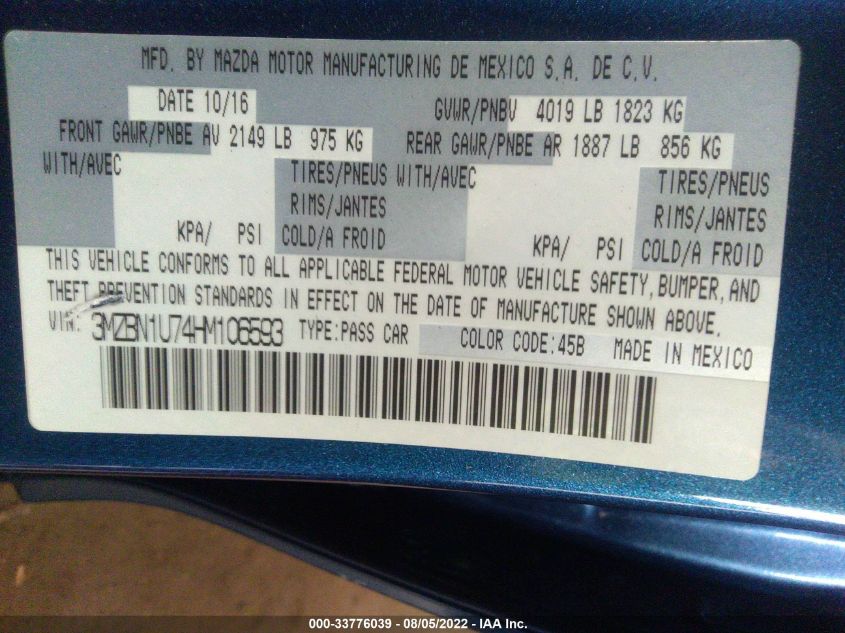 MFD. BY MAZDA MOTOR MANUFACTURING DE MEXICO S.A. DE C.V.
DATE 10/16 GVWR/PNBV 4019 LB 1823 KG
FRONT GAWR/PNBE AV 2149 LB 975 KG REAR GAWR/PNBE AR 1887 LB 856 KG
WITH/AVEC TIRES/PNEUS WITH/AVEC TIRES/PNEUS
RIMS/JANTES RIMS/JANTES
KPA/ PSI COLD/A FROID KPA/ PSI COLD/A FROID
THIS VEHICLE CONFORMS TO ALL APPLICABLE FEDERAL MOTOR VEHICLE SAFETY, BUMPER, AND
THEFT PREVENTION STANDARDS IN EFFECT ON THE DATE OF MANUFACTURE SHOWN ABOVE.
VIN: 3MZBN1U74HM106593 TYPE:PASS CAR COLOR CODE:45B MADE IN MEXICO
000-33776039 - 08/05/2022 - IAA Inc.